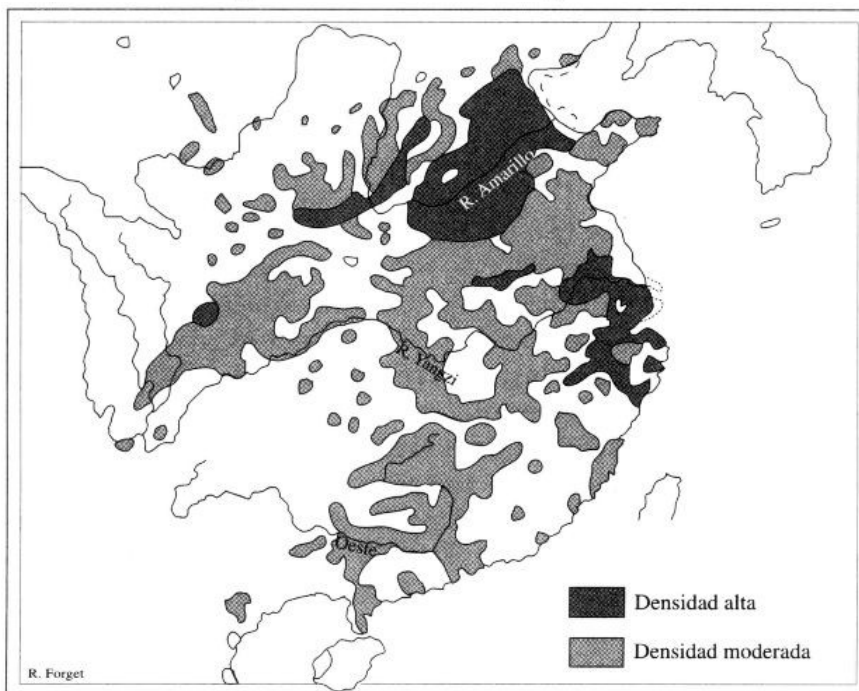 R. Amarillo
R. Yangzi
Oeste
Densidad alta
Densidad moderada
R. Forget